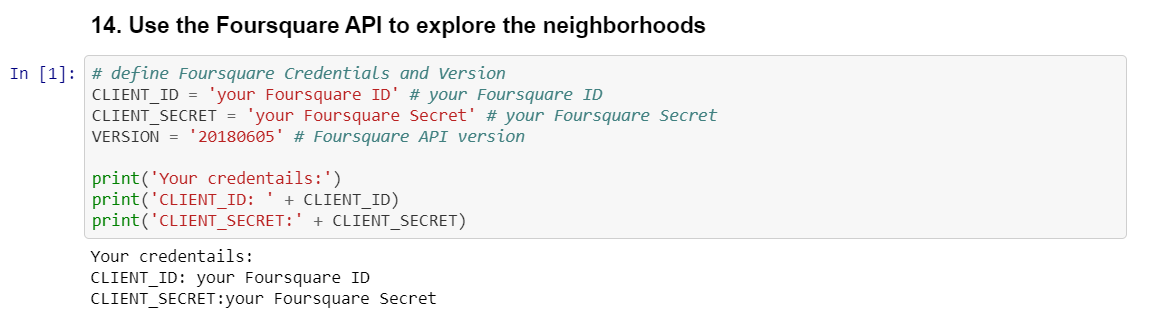 14. Use the Foursquare API to explore the neighborhoods
In [1]: # define Foursquare Credentials and Version
CLIENT_ID = 'your Foursquare ID' # your Foursquare ID
CLIENT_SECRET = 'your Foursquare Secret' # your Foursquare Secret
VERSION = '20180605' # Foursquare API version
print('Your credentails:')
print('CLIENT_ID: ' + CLIENT_ID)
print('CLIENT_SECRET:' + CLIENT_SECRET)
Your credentails:
CLIENT_ID: your Foursquare ID
CLIENT_SECRET:your Foursquare Secret